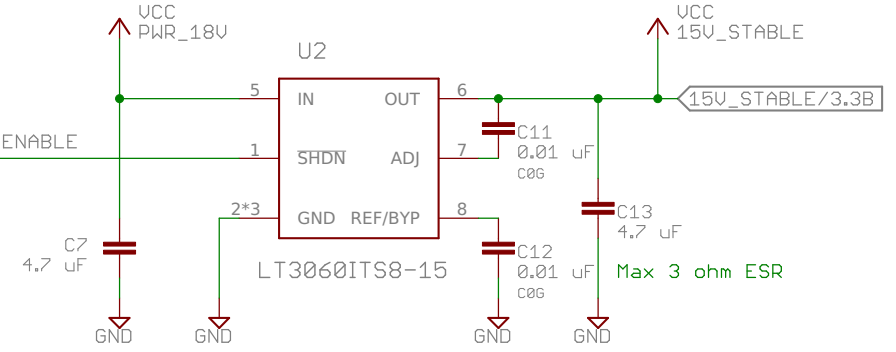 VCC
PWR_18V
VCC
15V_STABLE
U2
5
IN
OUT
6
15V_STABLE/3.3B
ENABLE
1
SHDN
ADJ
7
C11
0.01 uF
C0G
2*3
GND
REF/BYP
8
C13
4.7 uF
C7
4.7 uF
LT3060ITS8-15
C12
0.01 uF
C0G
Max 3 ohm ESR
GND
GND
GND
GND